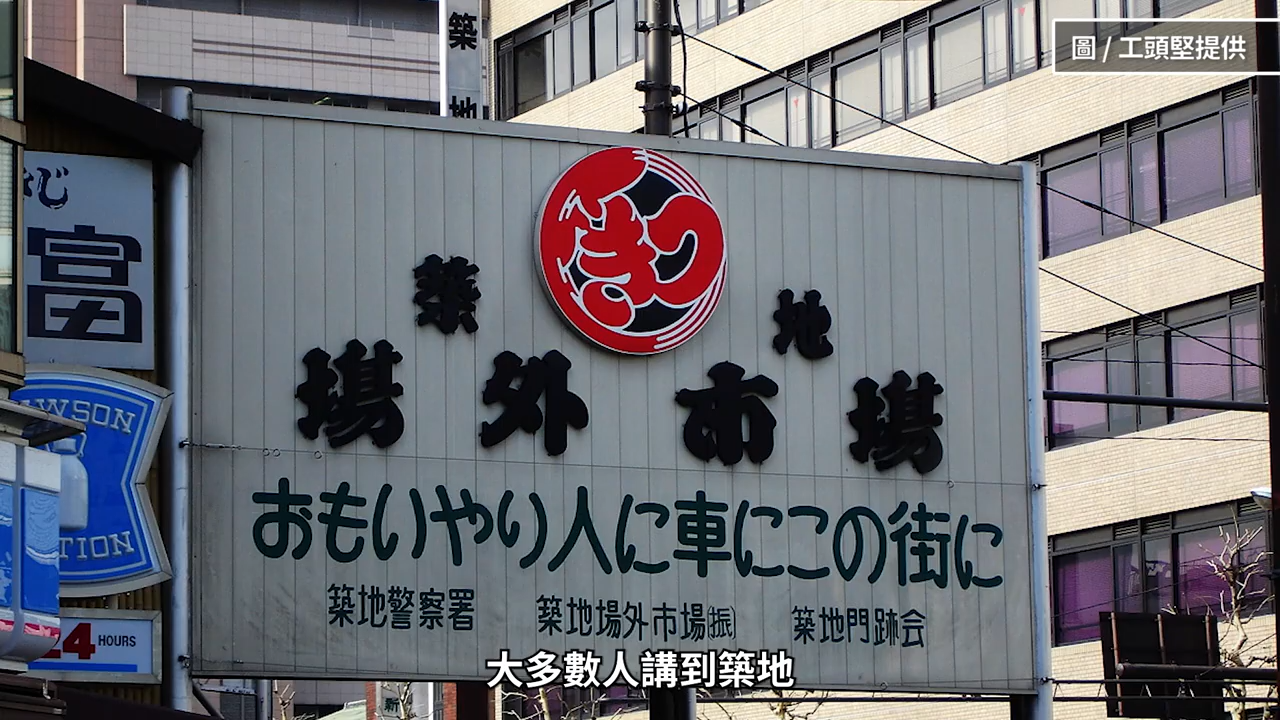 築地
圖 / 工頭堅提供
じ
富
築地
場外市場
おもいやり人に車にこの街に
築地警察署
築地場外市場(振)
築地門跡会
LAWSON
STATION
24 HOURS
大多數人講到築地